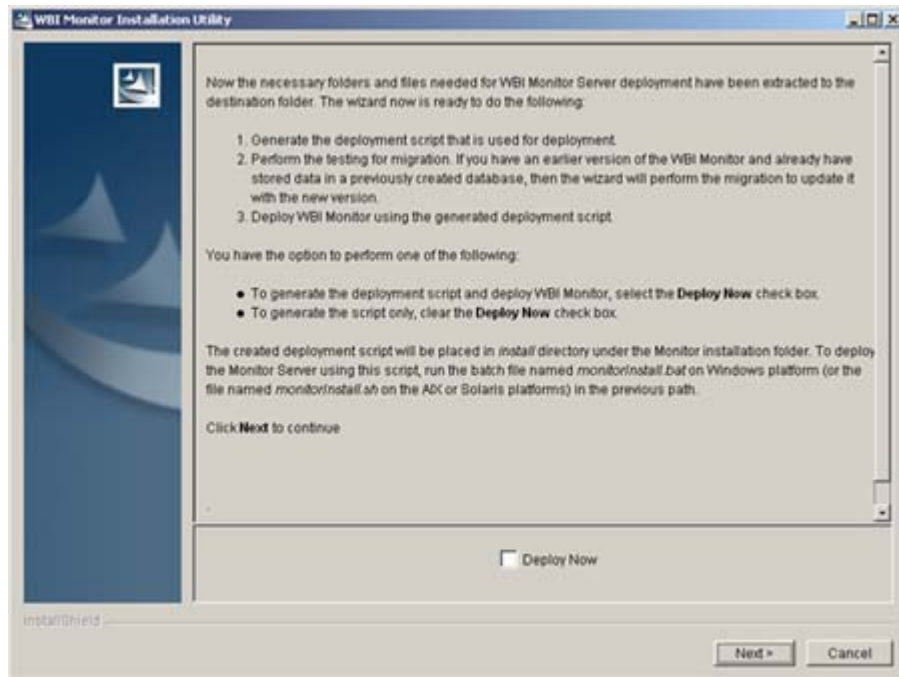 WBI Monitor Installation Utility
Now the necessary folders and files needed for WBI Monitor Server deployment have been extracted to the
destination folder. The wizard now is ready to do the following:
1. Generate the deployment script that is used for deployment.
2. Perform the testing for migration. If you have an earlier version of the WBI Monitor and already have
stored data in a previously created database, then the wizard will perform the migration to update it
with the new version.
3. Deploy WBI Monitor using the generated deployment script.
You have the option to perform one of the following:
● To generate the deployment script and deploy WBI Monitor, select the Deploy Now check box.
● To generate the script only, clear the Deploy Now check box.
The created deployment script will be placed in install directory under the Monitor installation folder. To deploy
the Monitor Server using this script, run the batch file named monitorInstall.bat on Windows platform (or the
file named monitorInstall.sh on the AIX or Solaris platforms) in the previous path.
Click Next to continue
.
Deploy Now
InstallShield
Next >
Cancel